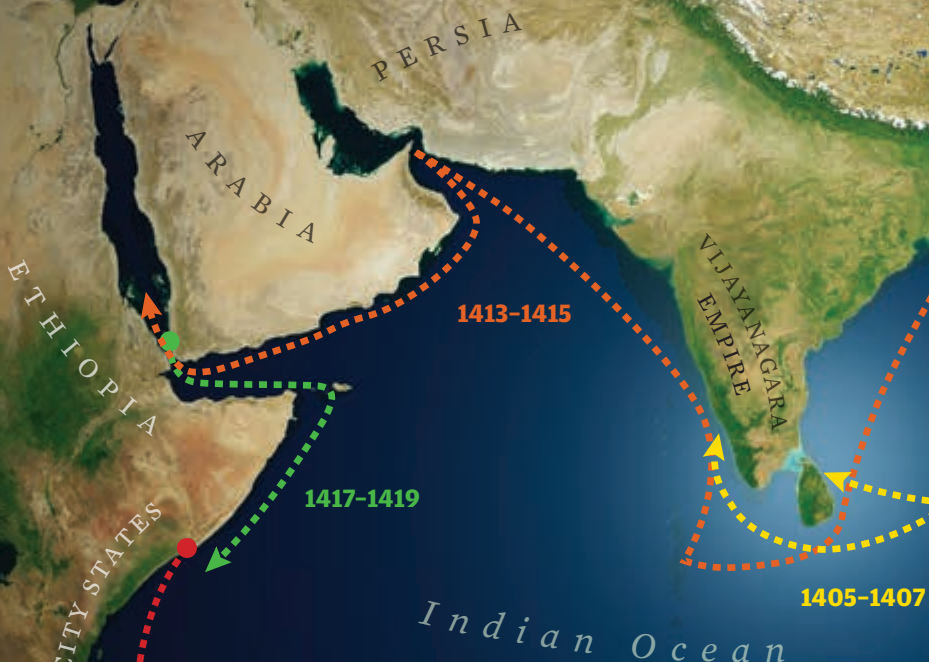 PERSIA
ARABIA
ETHIOPIA
VIJAYANAGARA
EMPIRE
1413–1415
1417–1419
CITY STATES
1405–1407
Indian Ocean